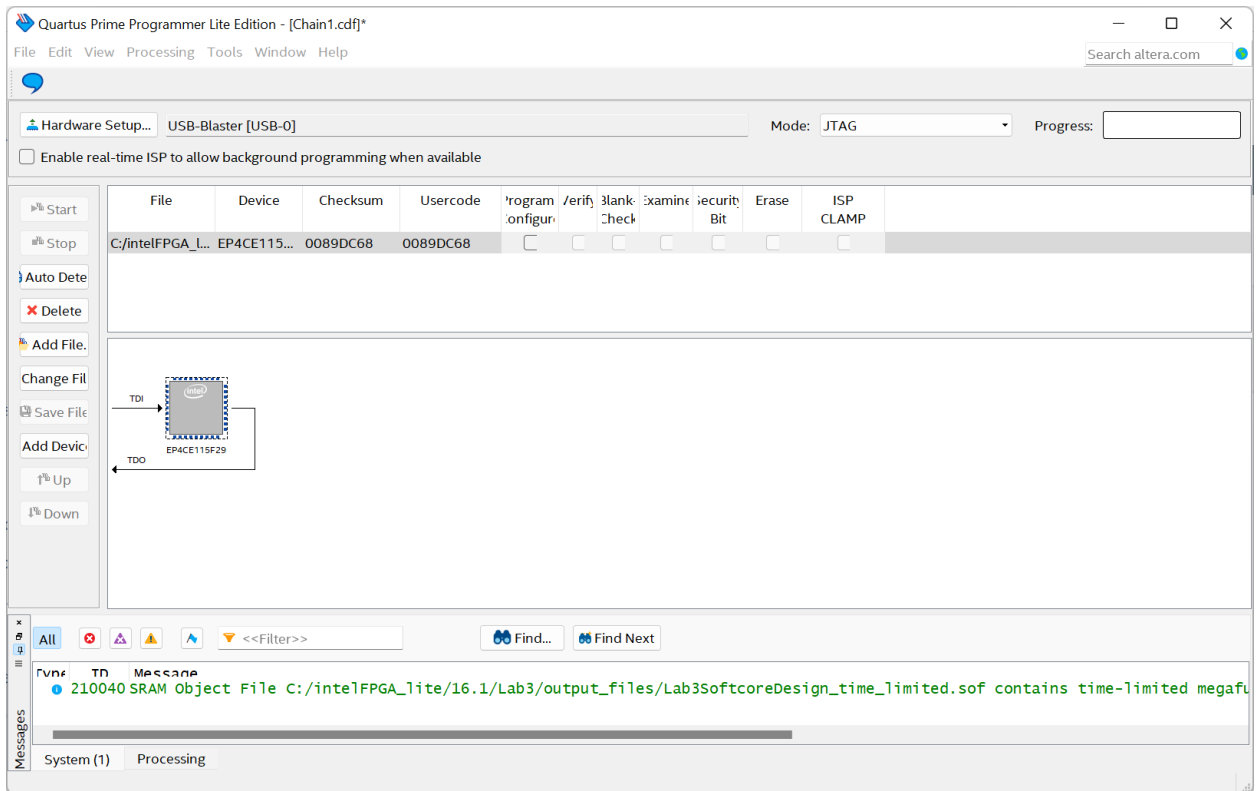 Quartus Prime Programmer Lite Edition - [Chain1.cdf]*
File Edit View Processing Tools Window Help
Search altera.com
Hardware Setup... USB-Blaster [USB-0] Mode: JTAG Progress:
Enable real-time ISP to allow background programming when available
File Device Checksum Usercode Program Verify Blank- Examine Security Erase ISP
Configure Check Bit CLAMP
C:/intelFPGA_l... EP4CE115... 0089DC68 0089DC68
Start
Stop
Auto Dete
Delete
Add File.
Change Fil
Save File
Add Devic
Up
Down
TDI
intel
EP4CE115F29
TDO
All <<Filter>> Find... Find Next
Type ID Message
210040 SRAM Object File C:/intelFPGA_lite/16.1/Lab3/output_files/Lab3SoftcoreDesign_time_limited.sof contains time-limited megafu
Messages
System (1) Processing